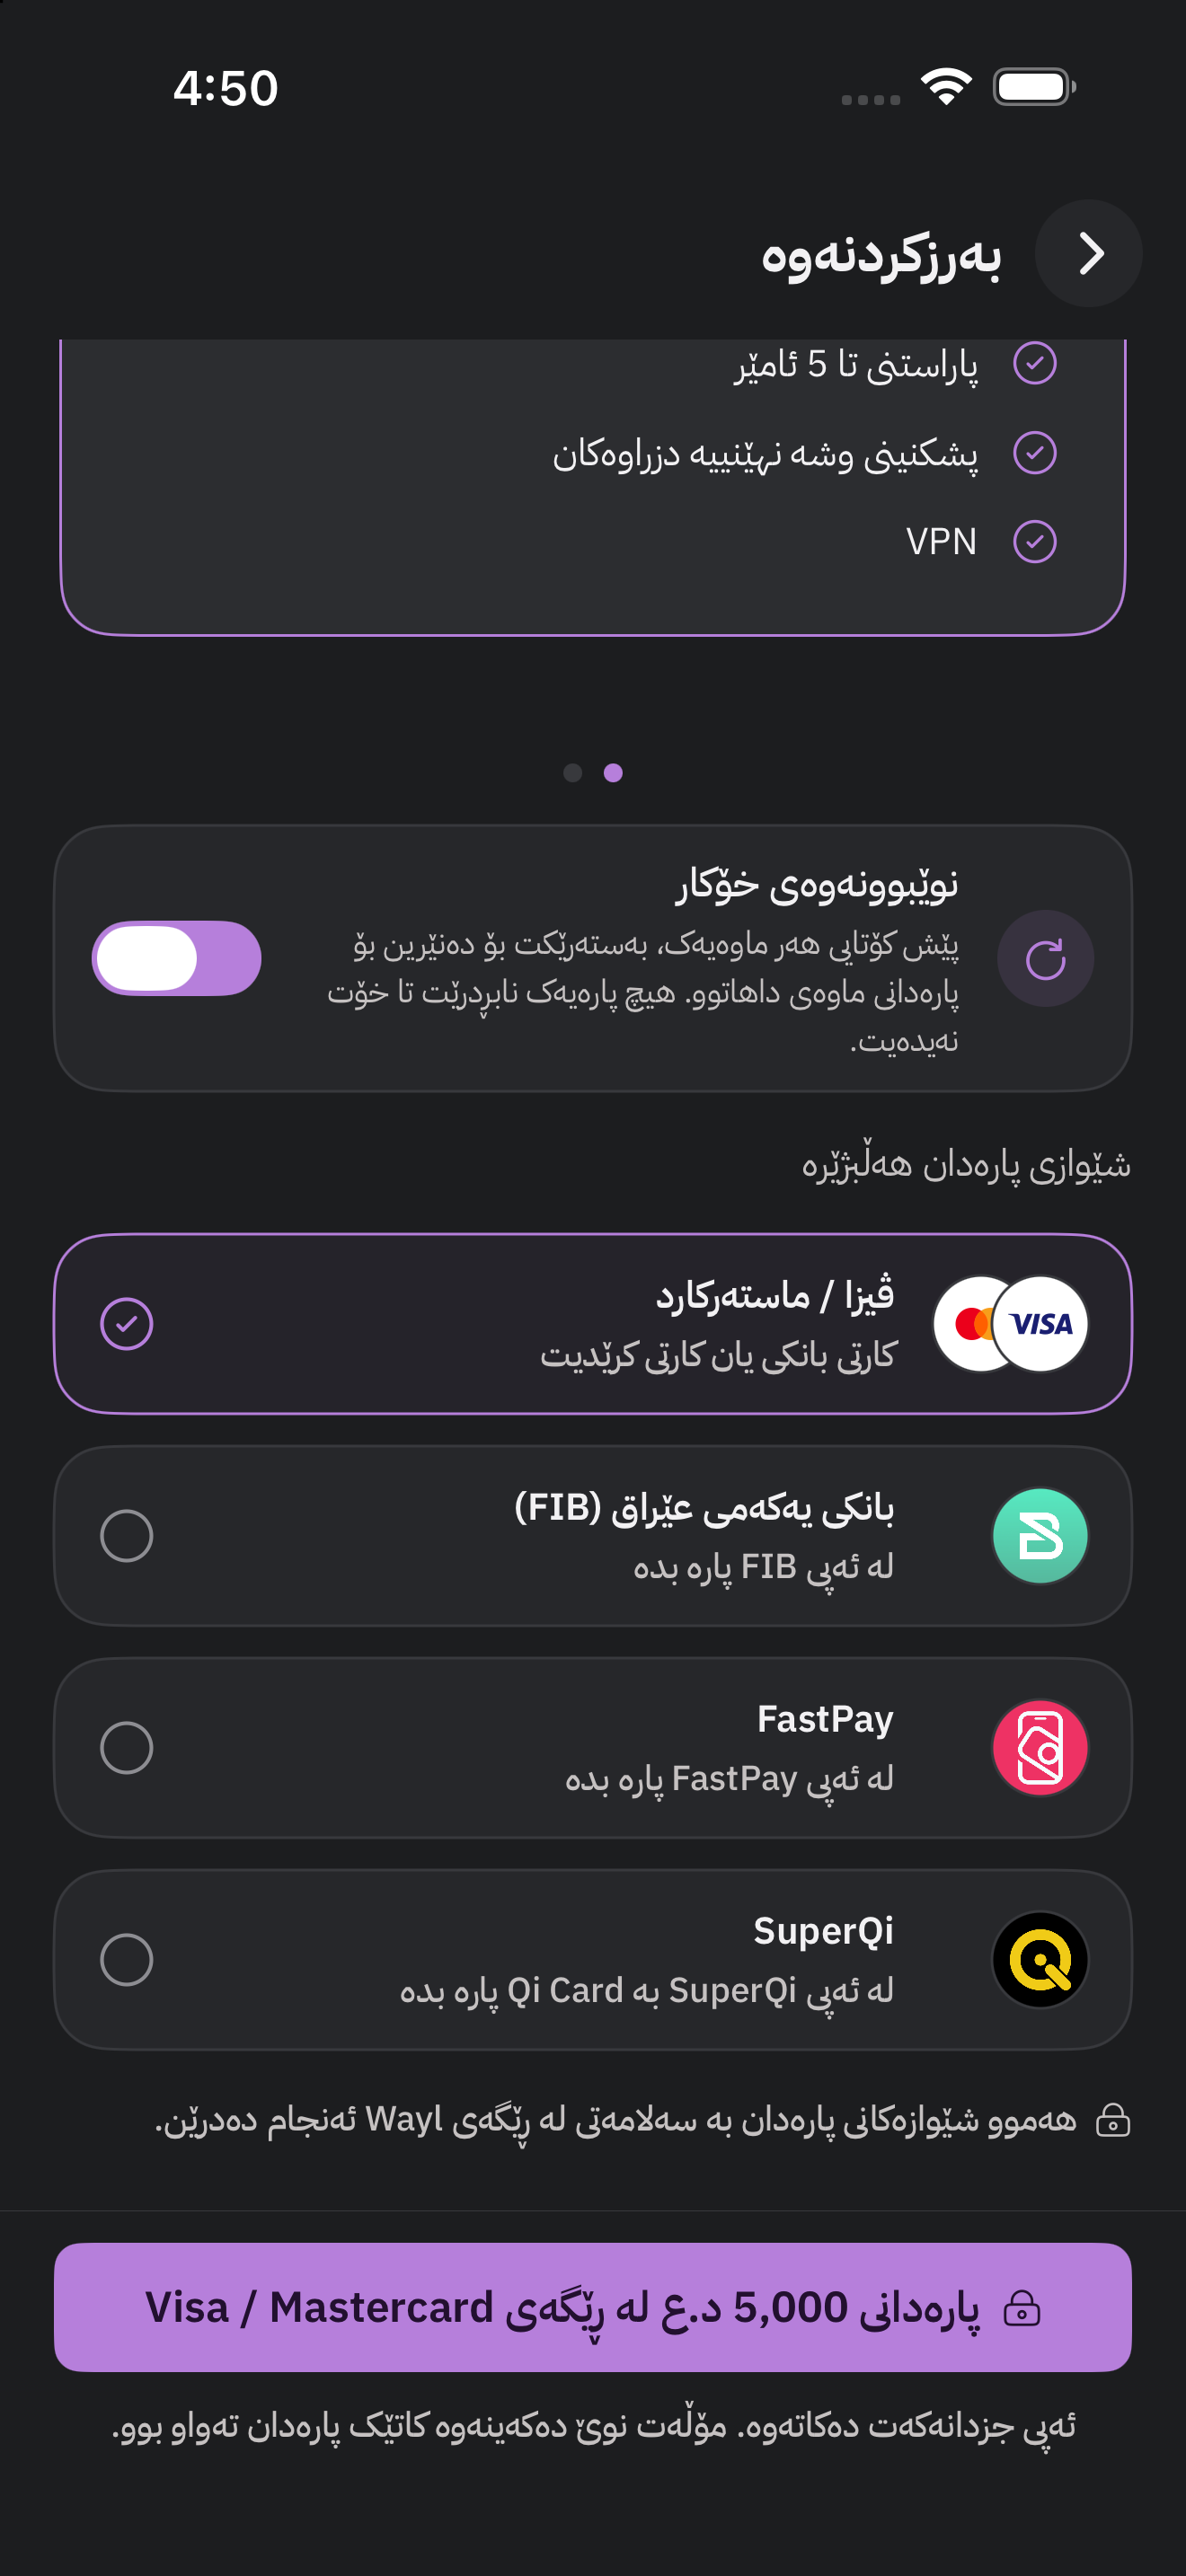 4:50
بەرزکردنەوە
پاراستنی تا 5 ئامێر
پشکنینی وشە نهێنییە دزراوەکان
VPN
نوێبوونەوەی خۆکار
پێش کۆتایی هەر ماوەیەک، بەستەرێکت بۆ دەنێرین بۆ
پارەدانی ماوەی داهاتوو. هیچ پارەیەک نابڕدرێت تا خۆت
نەیدەیت.
شێوازی پارەدان هەڵبژێرە
ڤیزا / ماستەرکارد
VISA
کارتی بانکی یان کارتی کرێدیت
بانکی یەکەمی عێراق (FIB)
لە ئەپی FIB پارە بدە
FastPay
لە ئەپی FastPay پارە بدە
SuperQi
لە ئەپی SuperQi بە Qi Card پارە بدە
هەموو شێوازەکانی پارەدان بە سەلامەتی لە ڕێگەی Wayl ئەنجام دەدرێن.
پارەدانی 5,000 د.ع لە ڕێگەی Visa / Mastercard
ئەپی جزدانەکەت دەکاتەوە. مۆڵەت نوێ دەکەینەوە کاتێک پارەدان تەواو بوو.